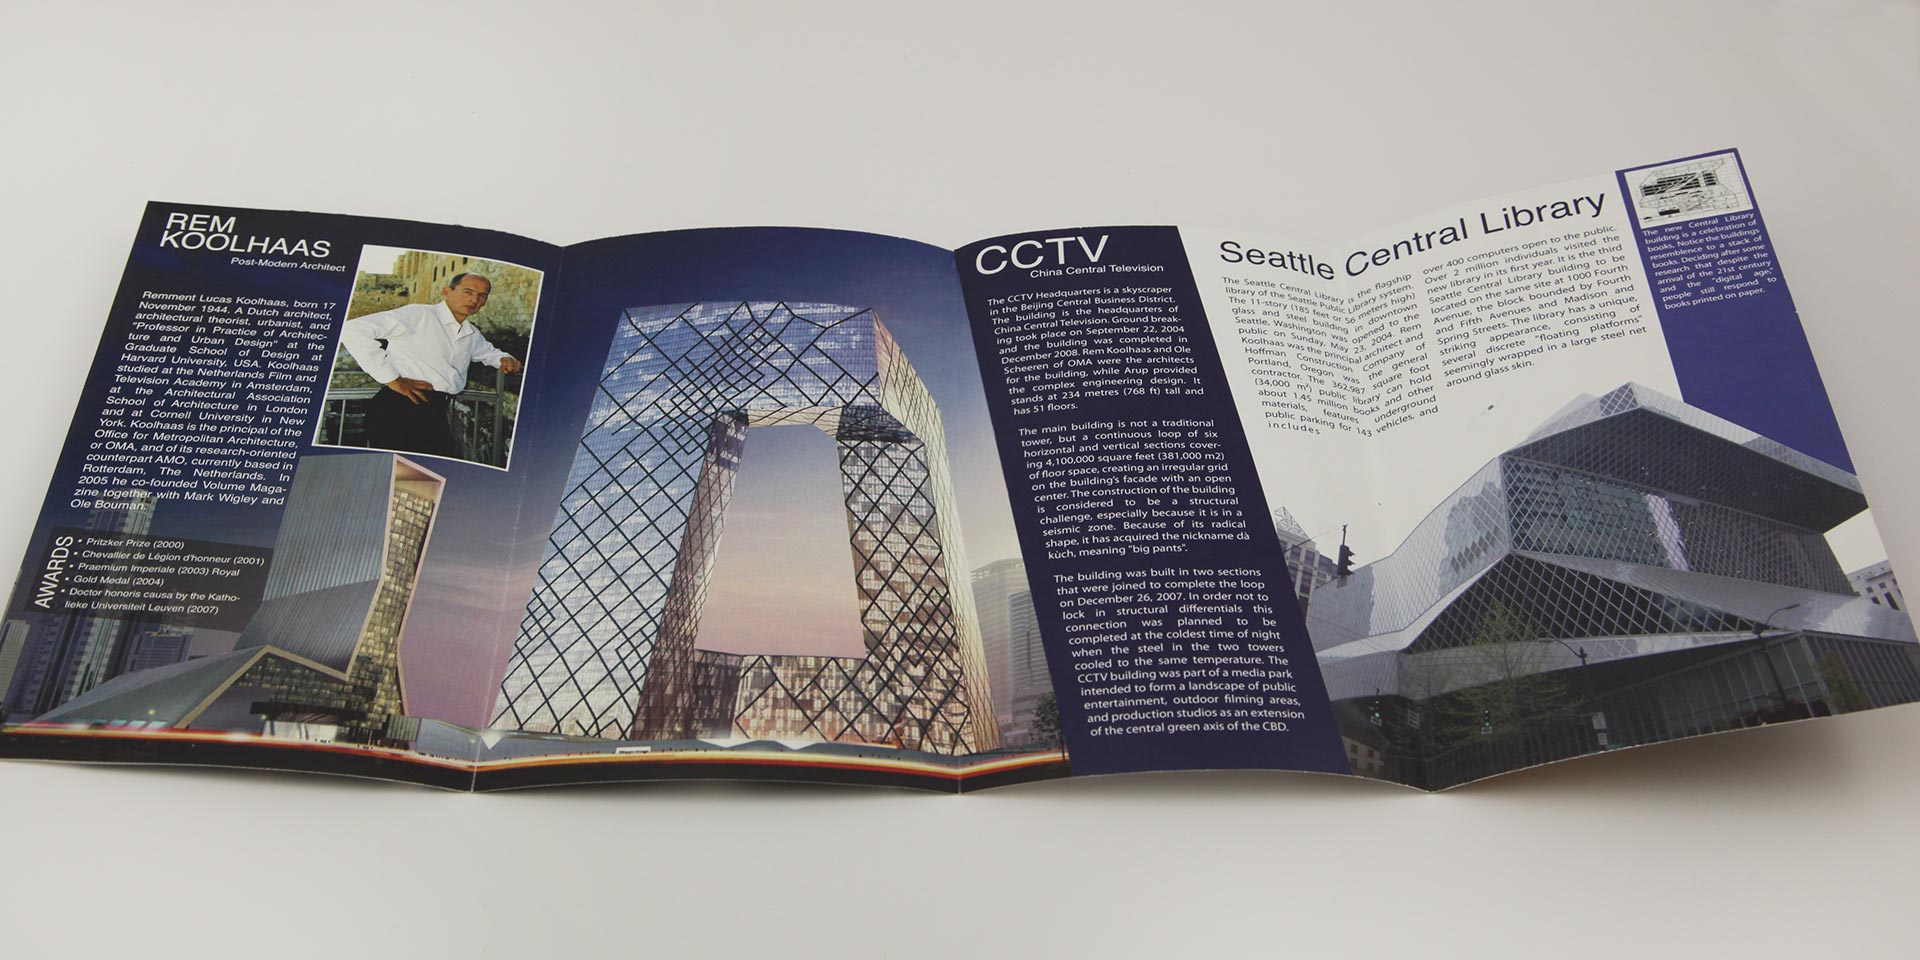 REM
KOOLHAAS
Post-Modern Architect
Remment Lucas Koolhaas, born 17
November 1944. A Dutch architect,
architectural theorist, urbanist, and
"Professor in Practice of Architec-
ture and Urban Design" at the
Graduate School of Design at
Harvard University, USA. Koolhaas
studied at the Netherlands Film and
Television Academy in Amsterdam,
at the Architectural Association
School of Architecture in London
and at Cornell University in New
York. Koolhaas is the principal of the
Office for Metropolitan Architecture,
or OMA, and of its research-oriented
counterpart AMO, currently based in
Rotterdam, The Netherlands. In
2005 he co-founded Volume Maga-
zine together with Mark Wigley and
Ole Bouman.
AWARDS
• Pritzker Prize (2000)
• Chevallier de Légion d'honneur (2001)
• Praemium Imperiale (2003) Royal
• Gold Medal (2004)
• Doctor honoris causa by the Katho-
lieke Universiteit Leuven (2007)
CCTV
China Central Television
The CCTV Headquarters is a skyscraper
in the Beijing Central Business District.
The building is the headquarters of
China Central Television. Ground break-
ing took place on September 22, 2004
and the building was completed in
December 2008. Rem Koolhaas and Ole
Scheeren of OMA were the architects
for the building, while Arup provided
the complex engineering design. It
stands at 234 metres (768 ft) tall and
has 51 floors.
The main building is not a traditional
tower, but a continuous loop of six
horizontal and vertical sections cover-
ing 4,100,000 square feet (381,000 m2)
of floor space, creating an irregular grid
on the building's facade with an open
center. The construction of the building
is considered to be a structural
challenge, especially because it is in a
seismic zone. Because of its radical
shape, it has acquired the nickname dà
kùch, meaning "big pants".
The building was built in two sections
that were joined to complete the loop
on December 26, 2007. In order not to
lock in structural differentials this
connection was planned to be
completed at the coldest time of night
when the steel in the two towers
cooled to the same temperature. The
CCTV building was part of a media park
intended to form a landscape of public
entertainment, outdoor filming areas,
and production studios as an extension
of the central green axis of the CBD.
Seattle Central Library
The Seattle Central Library is the flagship
library of the Seattle Public Library system.
The 11-story (185 feet or 56 meters high)
glass and steel building in downtown
Seattle, Washington was opened to the
public on Sunday, May 23, 2004. Rem
Koolhaas was the principal architect and
Hoffman Construction Company of
Portland, Oregon was the general
contractor. The 362,987 square foot
(34,000 m²) public library can hold
about 1.45 million books and other
materials, features underground
public parking for 143 vehicles, and
includes
over 400 computers open to the public.
Over 2 million individuals visited the
new library in its first year. It is the third
Seattle Central Library building to be
located on the same site at 1000 Fourth
Avenue, the block bounded by Fourth
and Fifth Avenues and Madison and
Spring Streets. The library has a unique,
striking appearance, consisting of
several discrete "floating platforms"
seemingly wrapped in a large steel net
around glass skin.
The new Central Library
building is a celebration of
books. Notice the buildings
resemblence to a stack of
books. Deciding after some
research that despite the
arrival of the 21st century
and the "digital age,"
people still respond to
books printed on paper.